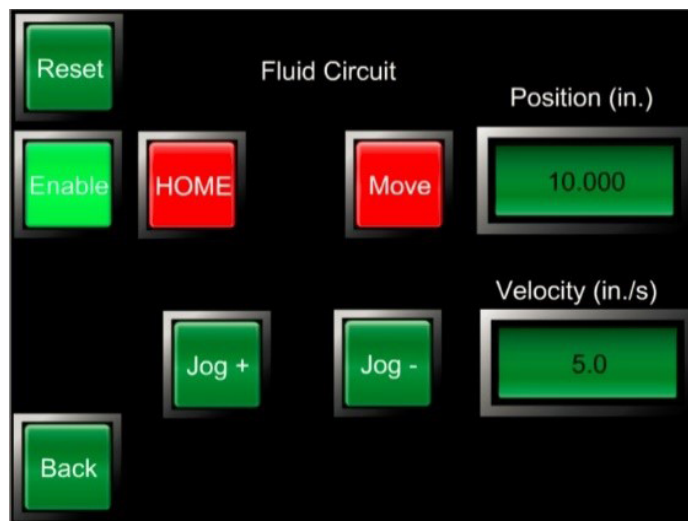 Reset
Fluid Circuit
Position (in.)
Enable
HOME
Move
10.000
Velocity (in./s)
Jog +
Jog -
5.0
Back